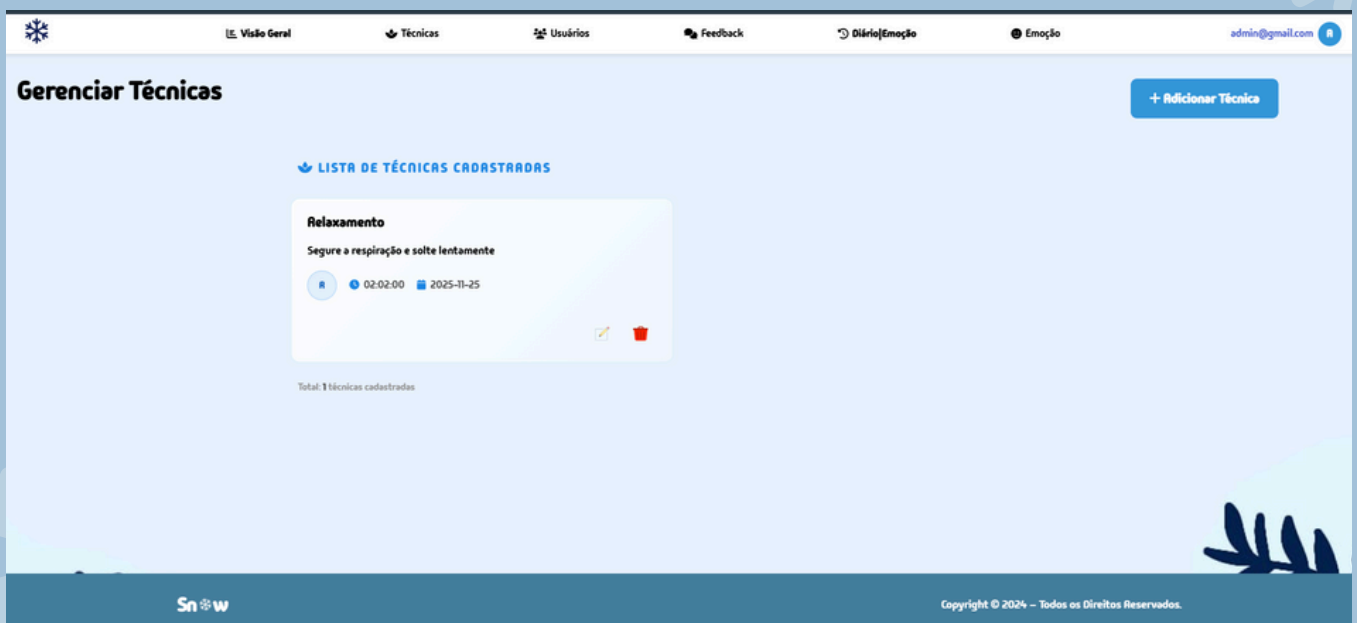 Visão Geral
Técnicas
Usuários
Feedback
Diário|Emoção
Emoção
admin@gmail.com A
Gerenciar Técnicas
+ Adicionar Técnica
LISTA DE TÉCNICAS CADASTRADAS
Relaxamento
Segure a respiração e solte lentamente
A 02:02:00 2025-11-25
Total: 1 técnicas cadastradas
Snow
Copyright © 2024 – Todos os Direitos Reservados.